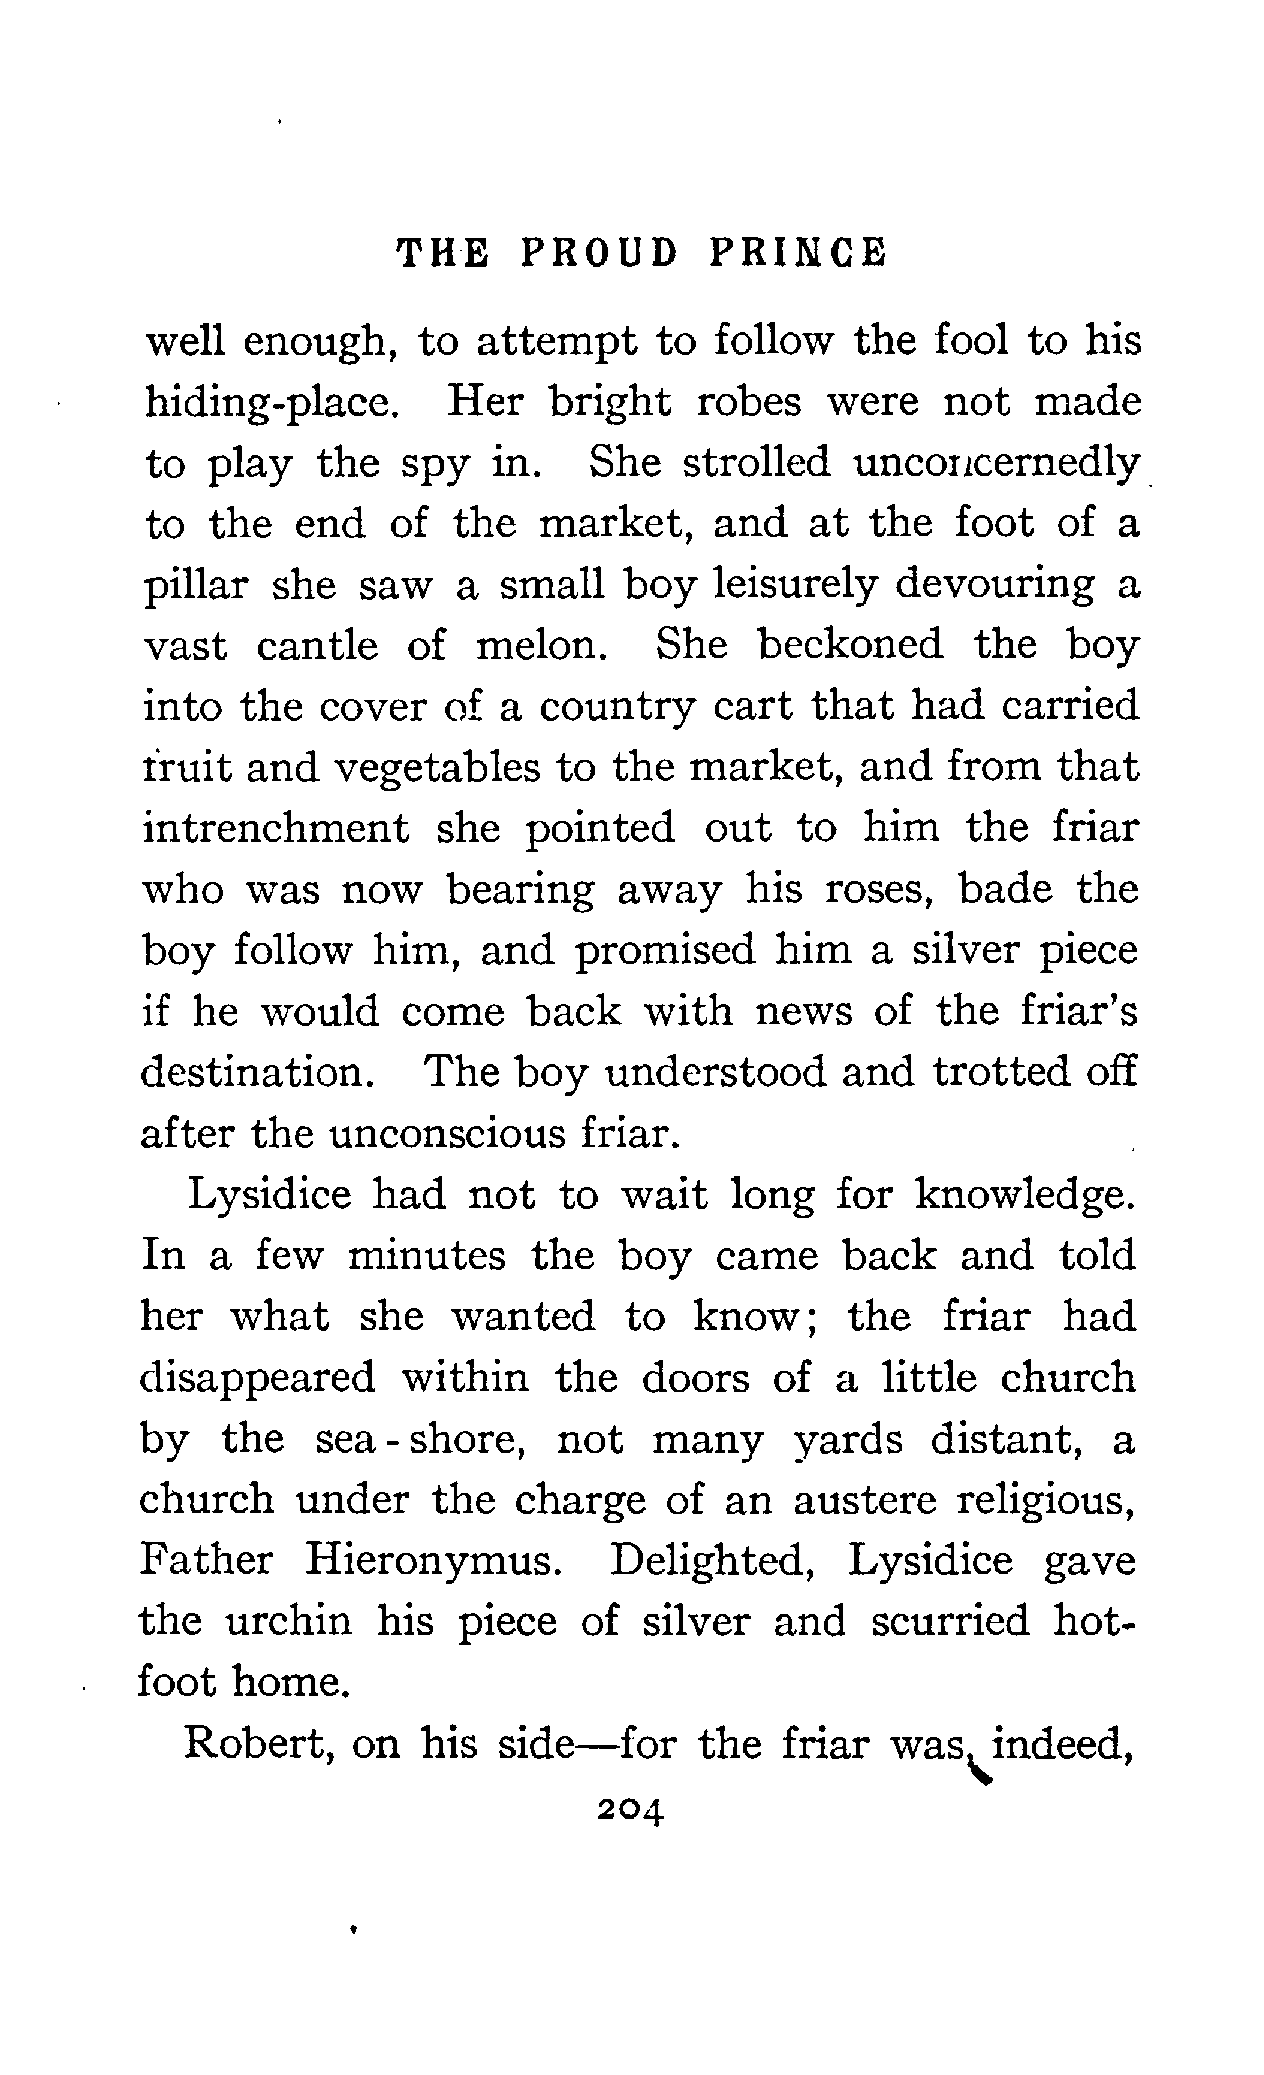 THE PROUD PRINCE
well enough, to attempt to follow the fool to his
hiding-place. Her bright robes were not made
to play the spy in. She strolled unconcernedly
to the end of the market, and at the foot of a
pillar she saw a small boy leisurely devouring a
vast cantle of melon. She beckoned the boy
into the cover of a country cart that had carried
fruit and vegetables to the market, and from that
intrenchment she pointed out to him the friar
who was now bearing away his roses, bade the
boy follow him, and promised him a silver piece
if he would come back with news of the friar's
destination. The boy understood and trotted off
after the unconscious friar.
Lysidice had not to wait long for knowledge.
In a few minutes the boy came back and told
her what she wanted to know; the friar had
disappeared within the doors of a little church
by the sea-shore, not many yards distant, a
church under the charge of an austere religious,
Father Hieronymus. Delighted, Lysidice gave
the urchin his piece of silver and scurried hot-
foot home.
Robert, on his side—for the friar was, indeed,
204